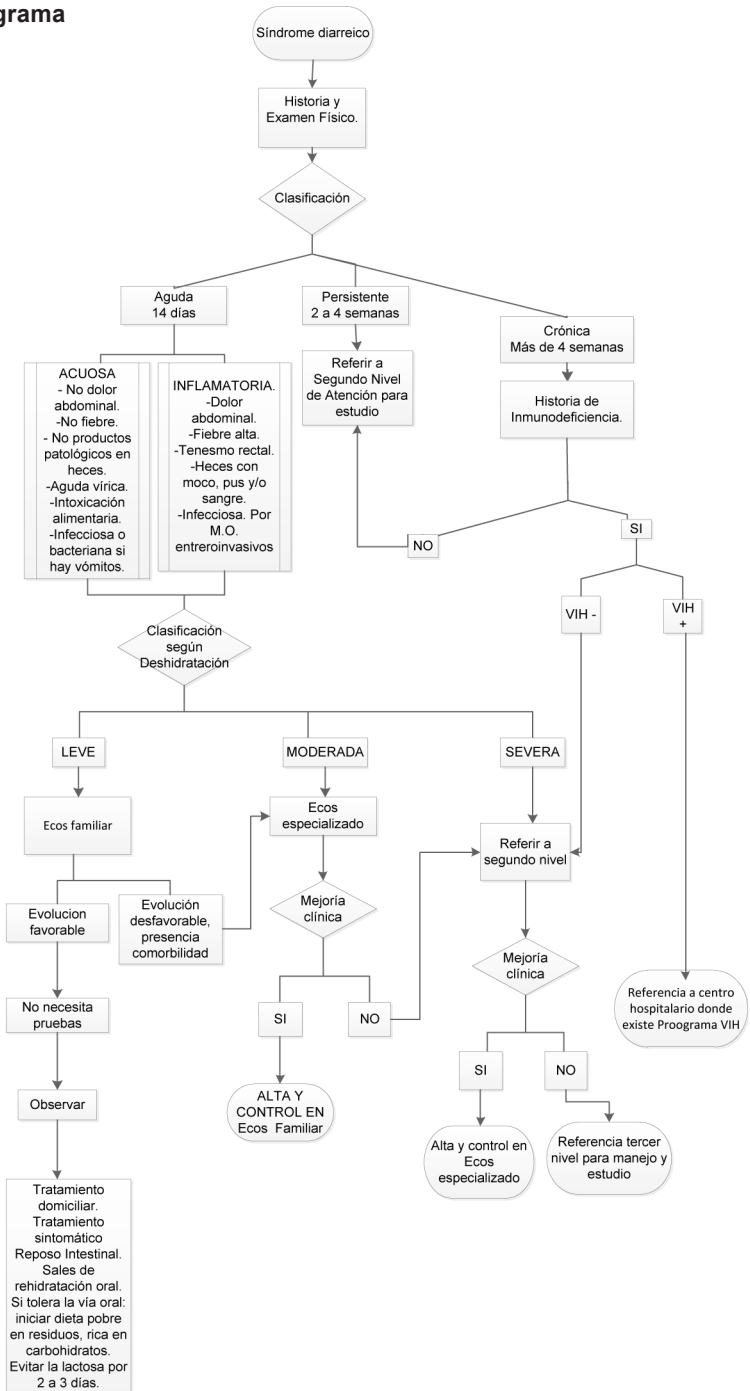 grama
Síndrome diarreico
Historia y
Examen Físico.
Clasificación
Aguda
14 días
Persistente
2 a 4 semanas
Crónica
Más de 4 semanas
ACUOSA
- No dolor
abdominal.
-No fiebre.
- No productos
patológicos en
heces.
-Aguda vírica.
-Intoxicación
alimentaria.
-Infecciosa o
bacteriana si
hay vómitos.
INFLAMATORIA.
-Dolor
abdominal.
-Fiebre alta.
-Tenesmo rectal.
-Heces con
moco, pus y/o
sangre.
-Infecciosa. Por
M.O.
entreroinvasivos
Referir a
Segundo Nivel
de Atención para
estudio
Historia de
Inmunodeficiencia.
NO
SI
VIH -
VIH
+
Clasificación
según
Deshidratación
LEVE
MODERADA
SEVERA
Ecos familiar
Ecos
especializado
Referir a
segundo nivel
Evolucion
favorable
Evolución
desfavorable,
presencia
comorbilidad
Mejoría
clínica
Mejoría
clínica
Referencia a centro
hospitalario donde
existe Proograma VIH
No necesita
pruebas
SI
NO
SI
NO
Observar
ALTA Y
CONTROL EN
Ecos Familiar
Alta y control en
Ecos
especializado
Referencia tercer
nivel para manejo y
estudio
Tratamiento
domiciliar.
Tratamiento
sintomático
Reposo Intestinal.
Sales de
rehidratación oral.
Si tolera la vía oral:
iniciar dieta pobre
en residuos, rica en
carbohidratos.
Evitar la lactosa por
2 a 3 días.